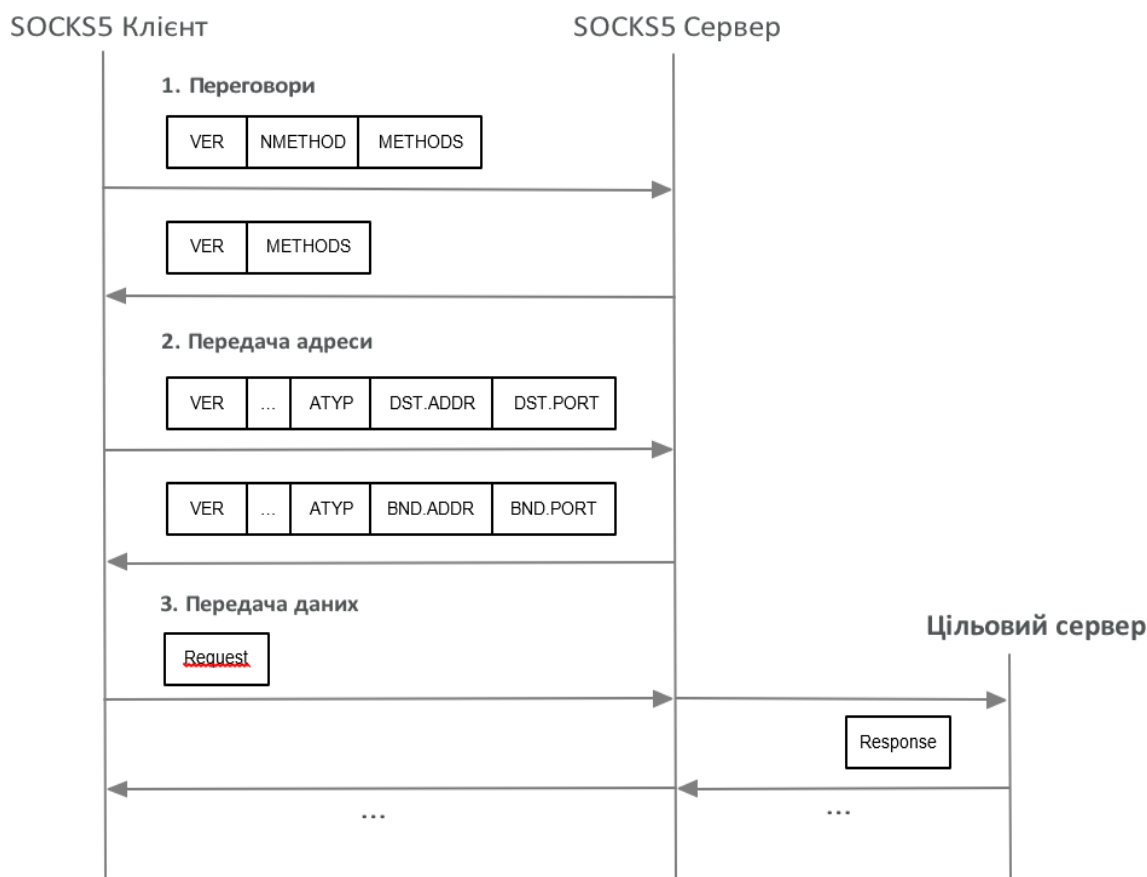 SOCKS5 Клієнт
SOCKS5 Сервер
1. Переговори
VER NMETHOD METHODS
VER METHODS
2. Передача адреси
VER ... ATYP DST.ADDR DST.PORT
VER ... ATYP BND.ADDR BND.PORT
3. Передача даних
Цільовий сервер
Request
Response
...
...